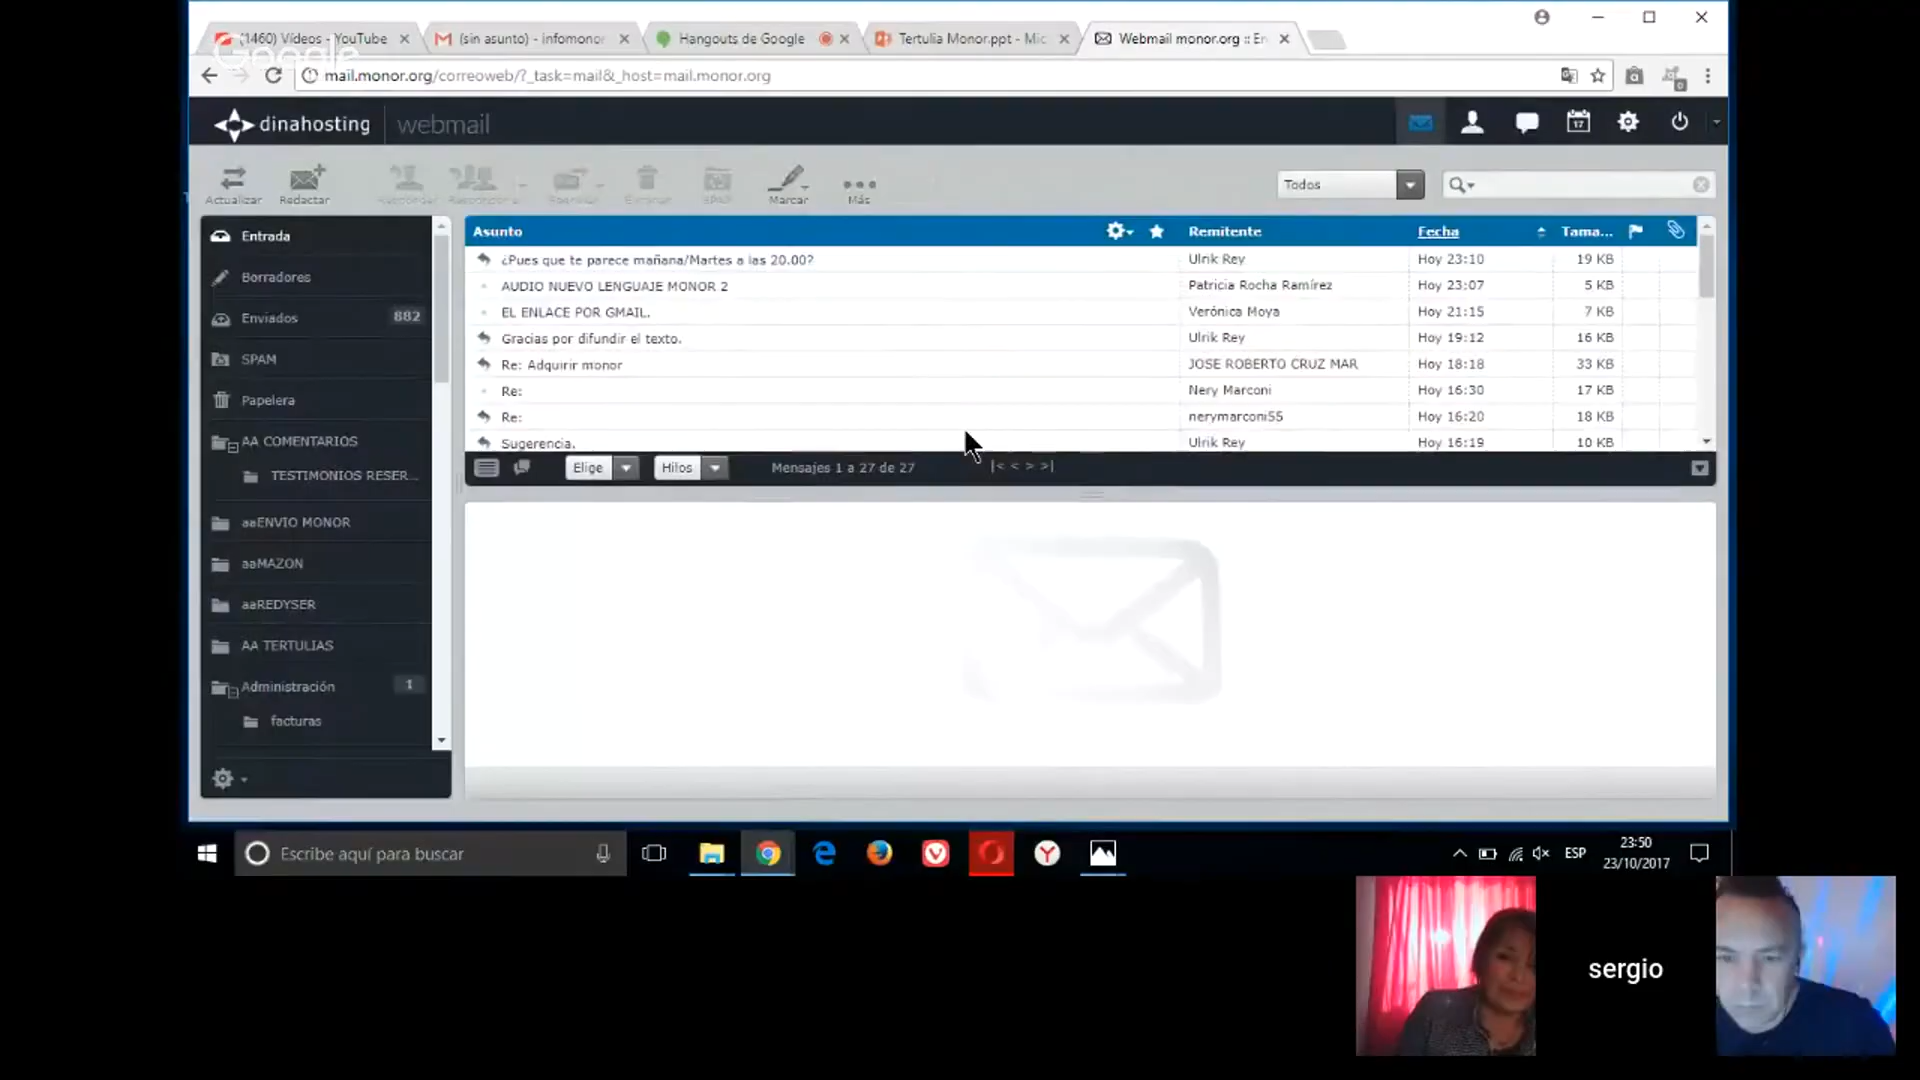 (1460) Vídeos - YouTube
(sin asunto) - infomonor
Hangouts de Google
Tertulia Monor.ppt - Mic
Webmail monor.org :: En
Google
mail.monor.org/correoweb/?_task=mail&_host=mail.monor.org
dinahosting webmail
17
Actualizar
Redactar
Responder
SPAM
Marcar
Más
Todos
Entrada
Borradores
Enviados 882
SPAM
Papelera
AA COMENTARIOS
TESTIMONIOS RESER...
aaENVIO MONOR
aaMAZON
aaREDYSER
AA TERTULIAS
Administración 1
facturas
Asunto Remitente Fecha Tama...
¿Pues que te parece mañana/Martes a las 20.00? Ulrik Rey Hoy 23:10 19 KB
AUDIO NUEVO LENGUAJE MONOR 2 Patricia Rocha Ramírez Hoy 23:07 5 KB
EL ENLACE POR GMAIL. Verónica Moya Hoy 21:15 7 KB
Gracias por difundir el texto. Ulrik Rey Hoy 19:12 16 KB
Re: Adquirir monor JOSE ROBERTO CRUZ MAR Hoy 18:18 33 KB
Re: Nery Marconi Hoy 16:30 17 KB
Re: nerymarconi55 Hoy 16:20 18 KB
Sugerencia. Ulrik Rey Hoy 16:19 10 KB
Elige
Hilos
Mensajes 1 a 27 de 27
|< < > >|
Escribe aquí para buscar
ESP
23:50
23/10/2017
sergio